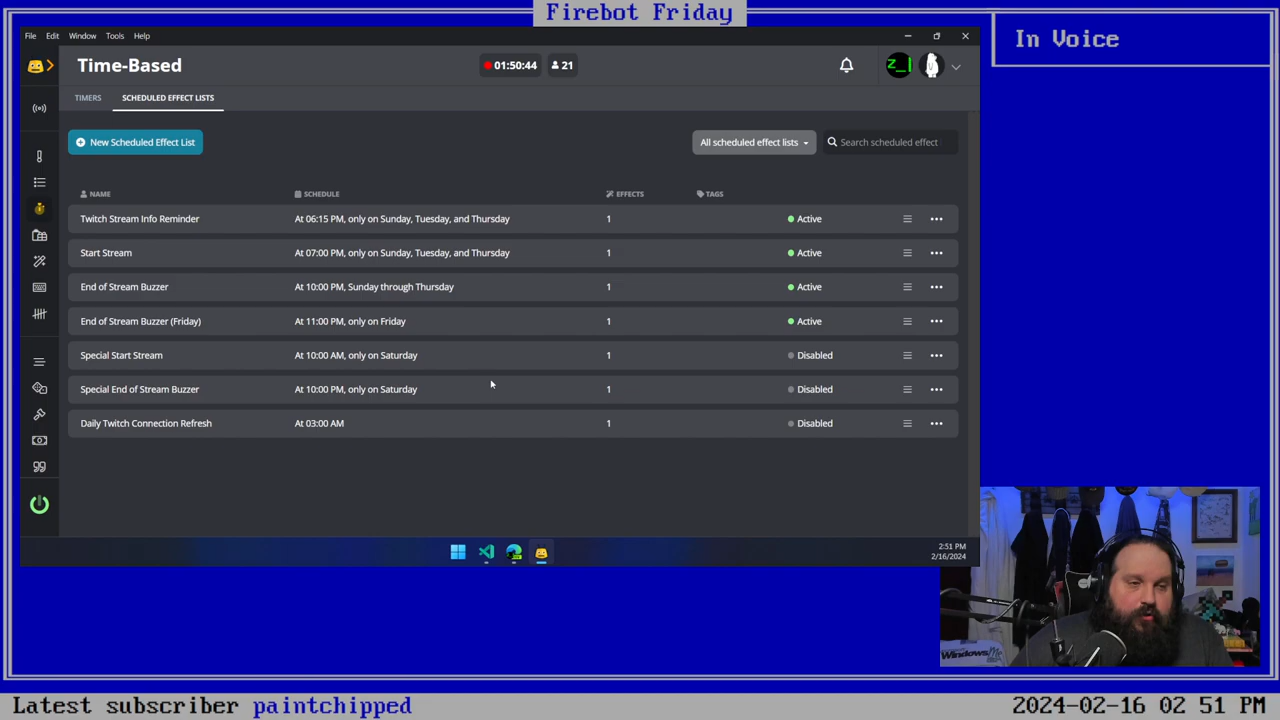 Firebot Friday
In Voice
File Edit Window Tools Help
Time-Based
01:50:44
21
z_l
TIMERS
SCHEDULED EFFECT LISTS
New Scheduled Effect List
All scheduled effect lists
Search scheduled effect
NAME SCHEDULE EFFECTS TAGS
Twitch Stream Info Reminder At 06:15 PM, only on Sunday, Tuesday, and Thursday 1 Active
Start Stream At 07:00 PM, only on Sunday, Tuesday, and Thursday 1 Active
End of Stream Buzzer At 10:00 PM, Sunday through Thursday 1 Active
End of Stream Buzzer (Friday) At 11:00 PM, only on Friday 1 Active
Special Start Stream At 10:00 AM, only on Saturday 1 Disabled
Special End of Stream Buzzer At 10:00 PM, only on Saturday 1 Disabled
Daily Twitch Connection Refresh At 03:00 AM 1 Disabled
2:51 PM
2/16/2024
Windows Me
Latest subscriber paintchipped
2024-02-16 02 51 PM